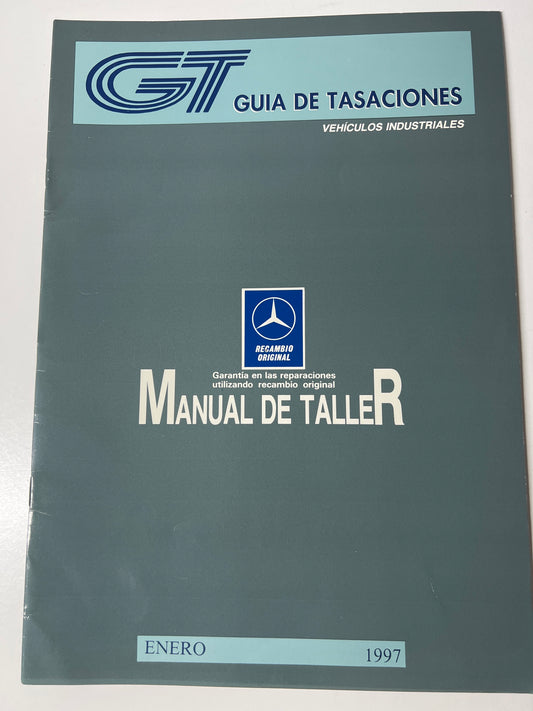 GT GUIA DE TASACIONES
VEHÍCULOS INDUSTRIALES
RECAMBIO
ORIGINAL
Garantía en las reparaciones
utilizando recambio original
MANUAL DE TALLER
ENERO 1997